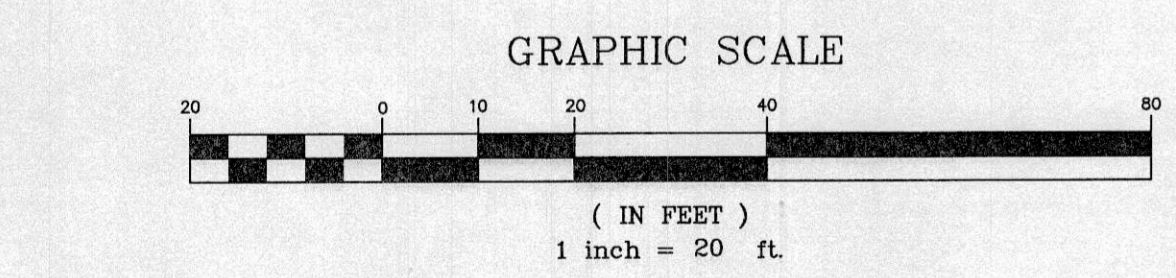 GRAPHIC SCALE
20 0 10 20 40 80
( IN FEET )
1 inch = 20 ft.